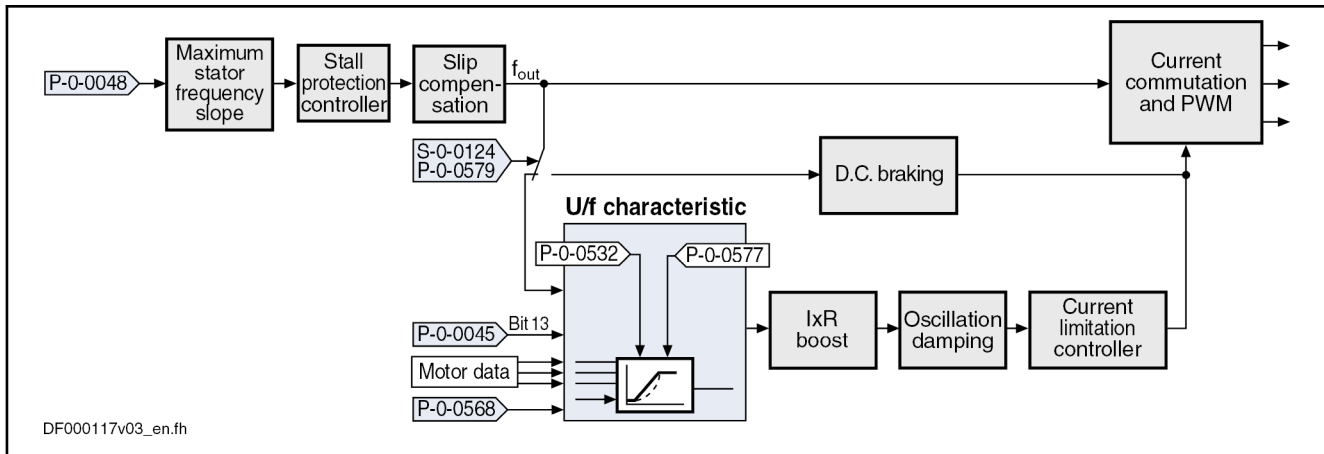 P-0-0048
Maximum
stator
frequency
slope
Stall
protection
controller
Slip
compen-
sation
fout
Current
commutation
and PWM
S-0-0124
P-0-0579
D.C. braking
U/f characteristic
P-0-0532
P-0-0577
P-0-0045
Bit 13
Motor data
P-0-0568
IxR
boost
Oscillation
damping
Current
limitation
controller
DF000117v03_en.fh